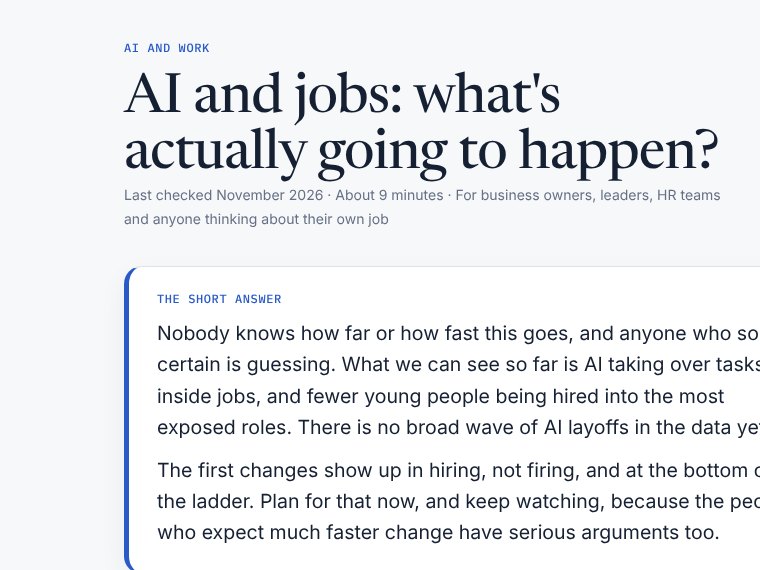 AI AND WORK
AI and jobs: what's
actually going to happen?
Last checked November 2026 · About 9 minutes · For business owners, leaders, HR teams
and anyone thinking about their own job
THE SHORT ANSWER
Nobody knows how far or how fast this goes, and anyone who so
certain is guessing. What we can see so far is AI taking over tasks
inside jobs, and fewer young people being hired into the most
exposed roles. There is no broad wave of AI layoffs in the data
The first changes show up in hiring, not firing, and at the bottom
the ladder. Plan for that now, and keep watching, because the
who expect much faster change have serious arguments too.